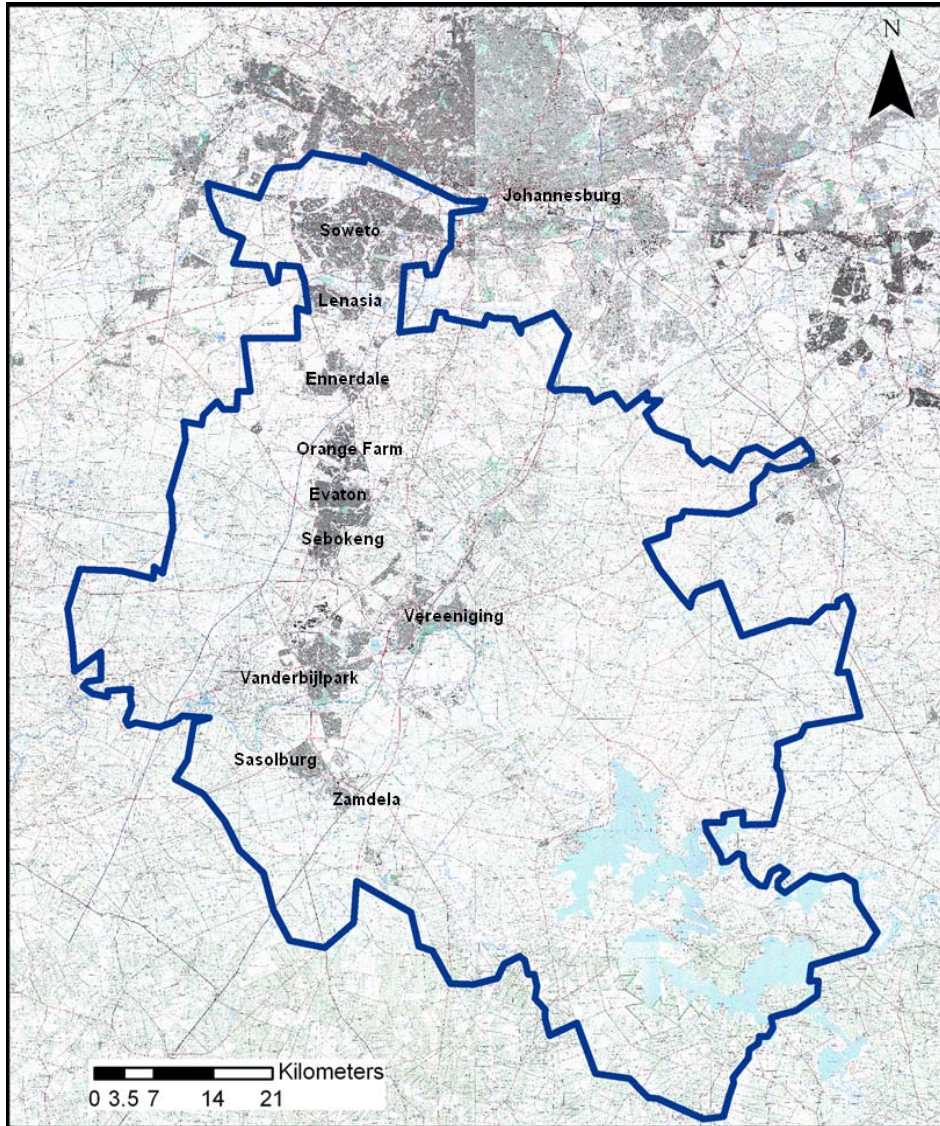 N
Johannesburg
Soweto
Lenasia
Ennerdale
Orange Farm
Evaton
Sebokeng
Vereeniging
Vanderbijlpark
Sasolburg
Zamdela
Kilometers
0 3.5 7 14 21